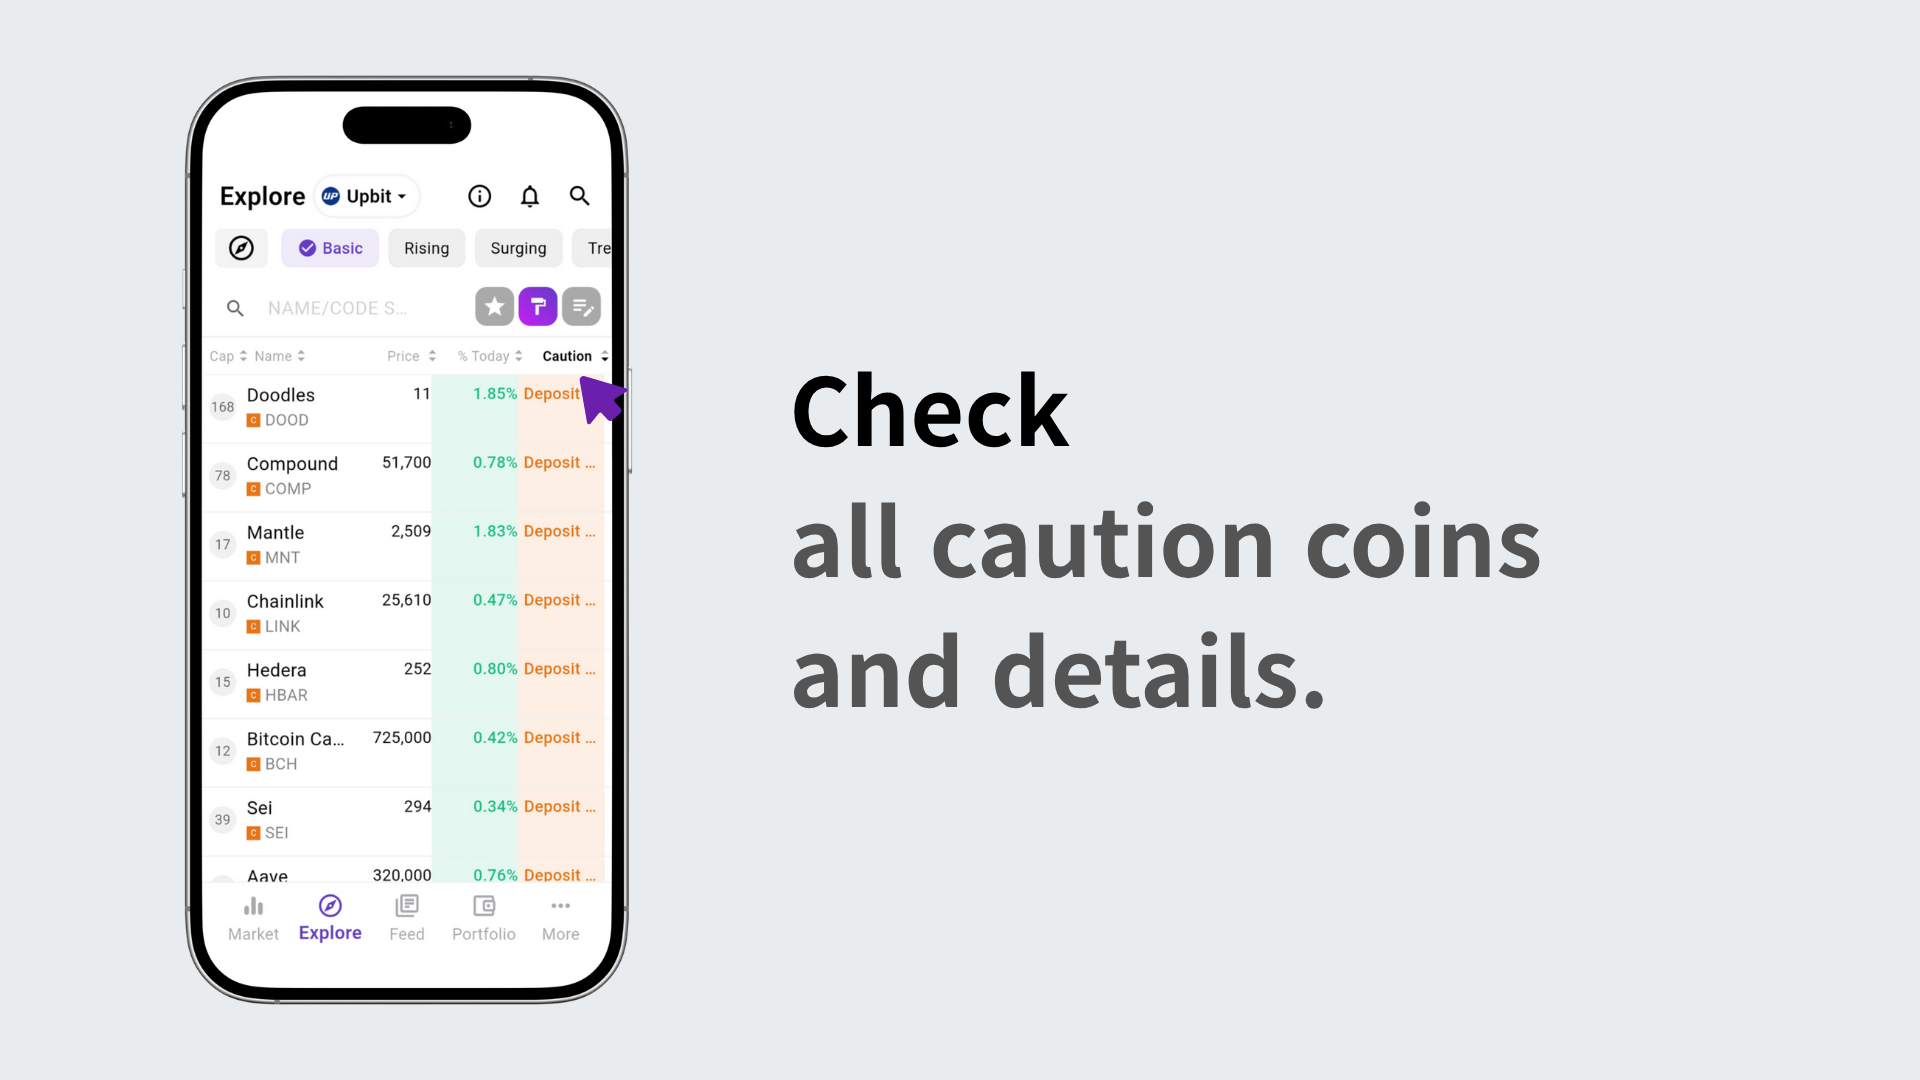 Explore UP Upbit
Basic Rising Surging Tre
NAME/CODE S...
Cap Name Price % Today Caution
168 Doodles 11 1.85% Deposit
C DOOD
78 Compound 51,700 0.78% Deposit ...
C COMP
17 Mantle 2,509 1.83% Deposit ...
C MNT
10 Chainlink 25,610 0.47% Deposit ...
C LINK
15 Hedera 252 0.80% Deposit ...
C HBAR
12 Bitcoin Ca... 725,000 0.42% Deposit ...
C BCH
39 Sei 294 0.34% Deposit ...
C SEI
Aave 320,000 0.76% Deposit ...
Market Explore Feed Portfolio More
Check
all caution coins
and details.